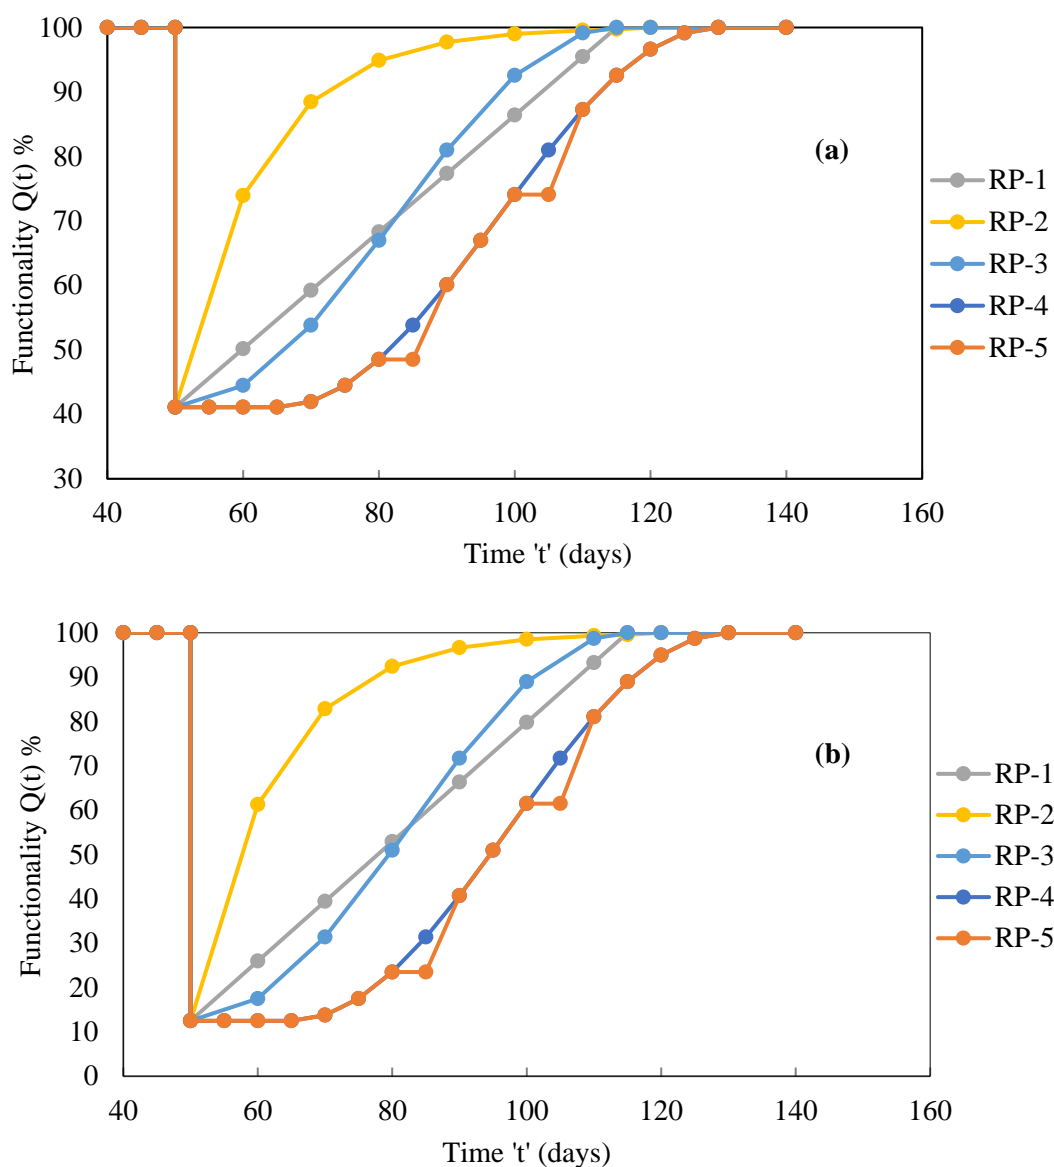 100
90
80
70
60
50
40
30
Functionality Q(t) %
40 60 80 100 120 140 160
Time 't' (days)
(a)
RP-1
RP-2
RP-3
RP-4
RP-5
100
90
80
70
60
50
40
30
20
10
0
Functionality Q(t) %
40 60 80 100 120 140 160
Time 't' (days)
(b)
RP-1
RP-2
RP-3
RP-4
RP-5